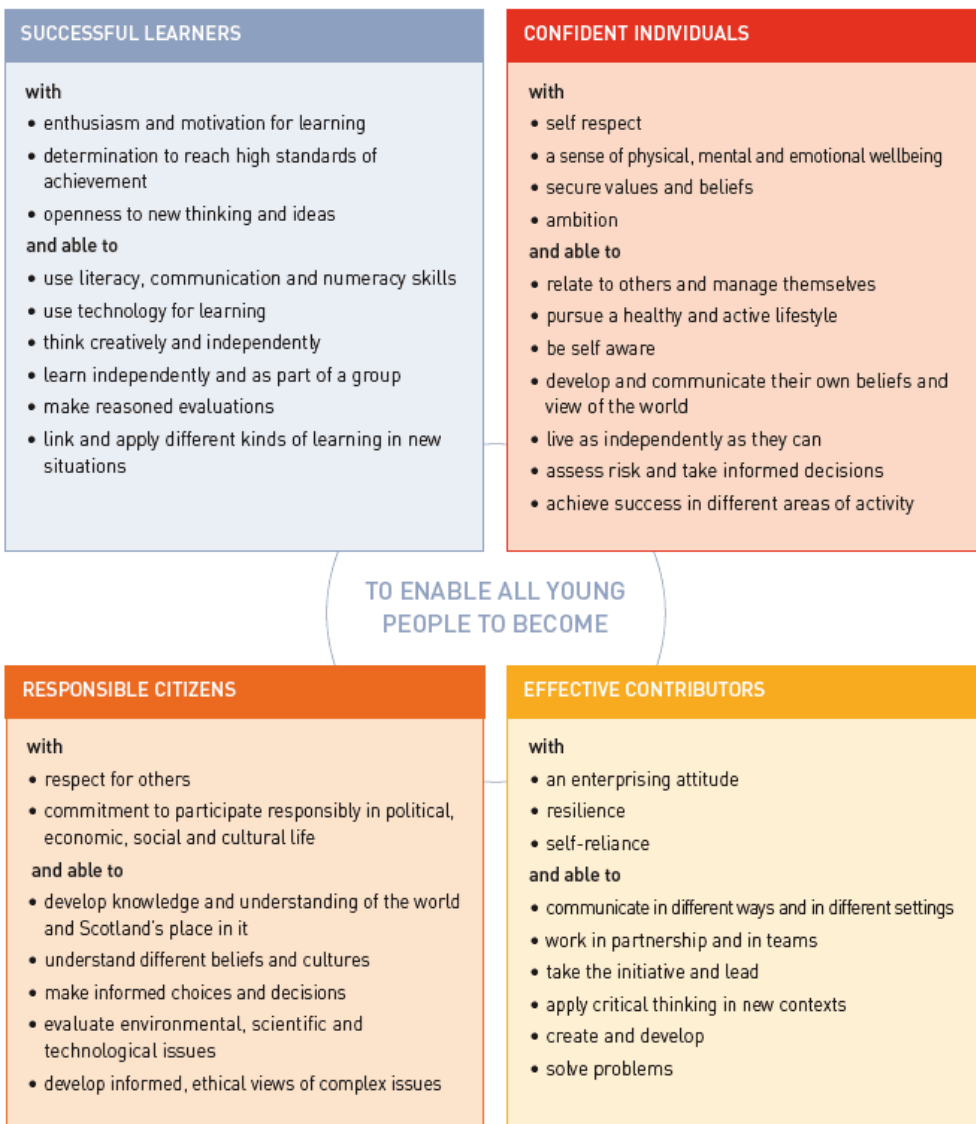 SUCCESSFUL LEARNERS
with
• enthusiasm and motivation for learning
• determination to reach high standards of
achievement
• openness to new thinking and ideas
and able to
• use literacy, communication and numeracy skills
• use technology for learning
• think creatively and independently
• learn independently and as part of a group
• make reasoned evaluations
• link and apply different kinds of learning in new
situations
CONFIDENT INDIVIDUALS
with
• self respect
• a sense of physical, mental and emotional wellbeing
• secure values and beliefs
• ambition
and able to
• relate to others and manage themselves
• pursue a healthy and active lifestyle
• be self aware
• develop and communicate their own beliefs and
view of the world
• live as independently as they can
• assess risk and take informed decisions
• achieve success in different areas of activity
TO ENABLE ALL YOUNG
PEOPLE TO BECOME
RESPONSIBLE CITIZENS
with
• respect for others
• commitment to participate responsibly in political,
economic, social and cultural life
and able to
• develop knowledge and understanding of the world
and Scotland's place in it
• understand different beliefs and cultures
• make informed choices and decisions
• evaluate environmental, scientific and
technological issues
• develop informed, ethical views of complex issues
EFFECTIVE CONTRIBUTORS
with
• an enterprising attitude
• resilience
• self-reliance
and able to
• communicate in different ways and in different settings
• work in partnership and in teams
• take the initiative and lead
• apply critical thinking in new contexts
• create and develop
• solve problems